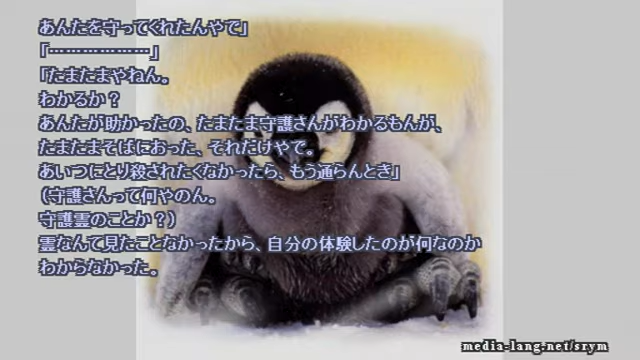 あんたを守ってくれたんやで」
「………………」
「たまたまやねん。
わかるか？
あんたが助かったの、たまたま守護さんがわかるもんが、
たまたまそばにおった、それだけやで。
あいつにとり殺されたくなかったら、もう通らんとき」
（守護さんって何やのん。
守護霊のことか？）
霊なんて見たことなかったから、自分の体験したのが何なのか
わからなかった。
media-lang.net/srym